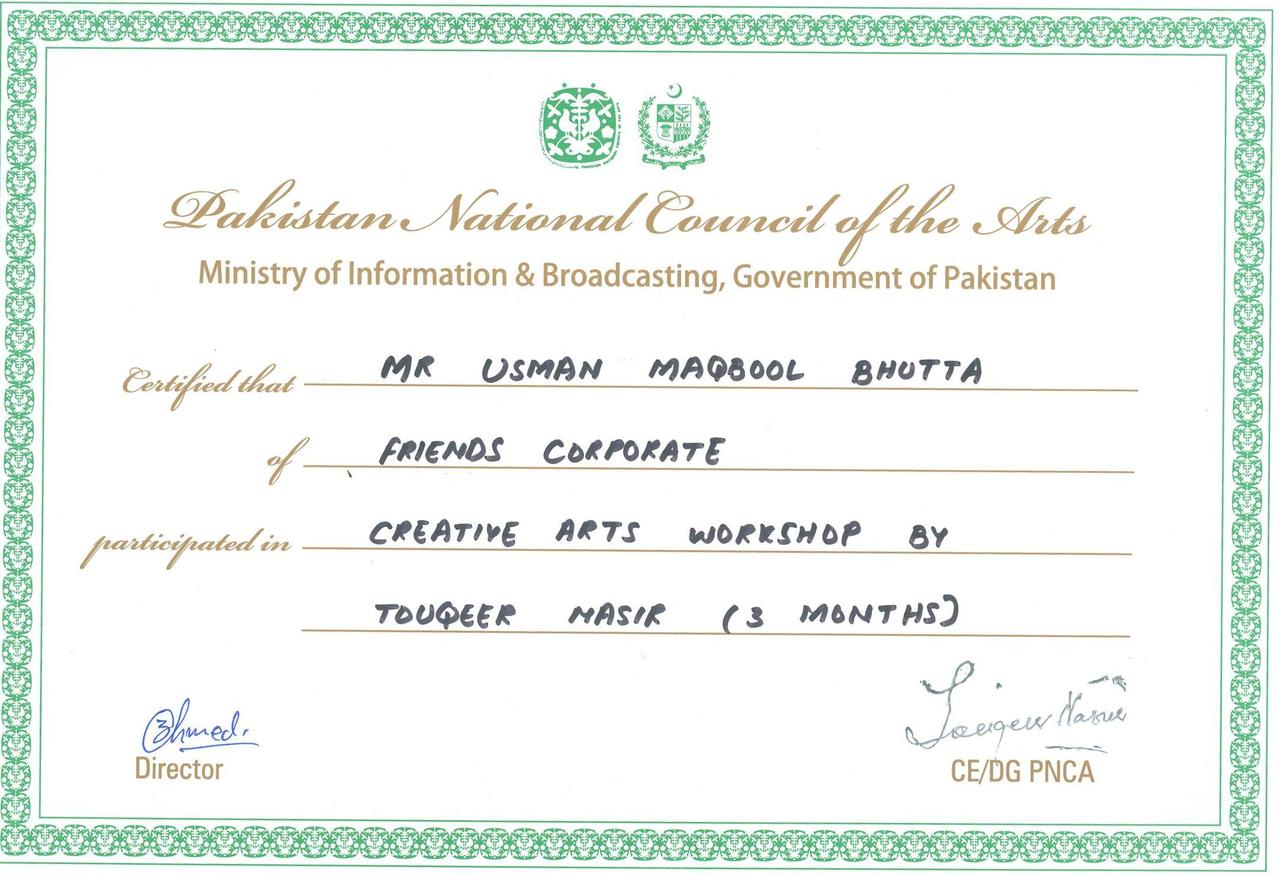 Pakistan National Council of the Arts
Ministry of Information & Broadcasting, Government of Pakistan
Certified that MR USMAN MAQBOOL BHUTTA
of FRIENDS CORPORATE
participated in CREATIVE ARTS WORKSHOP BY
TOUQEER NASIR (3 MONTHS)
Ahmed. Touqeer Nasir
Director CE/DG PNCA